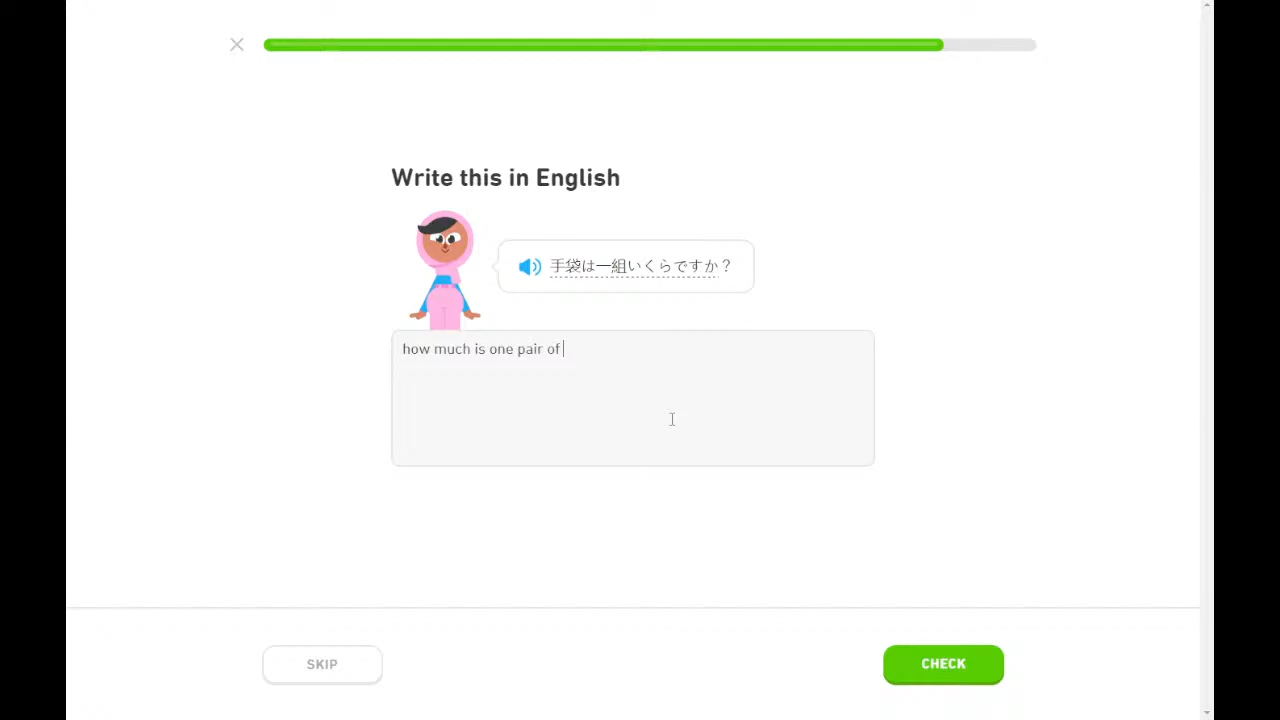 Write this in English
手袋は一組いくらですか？
how much is one pair of
SKIP
CHECK